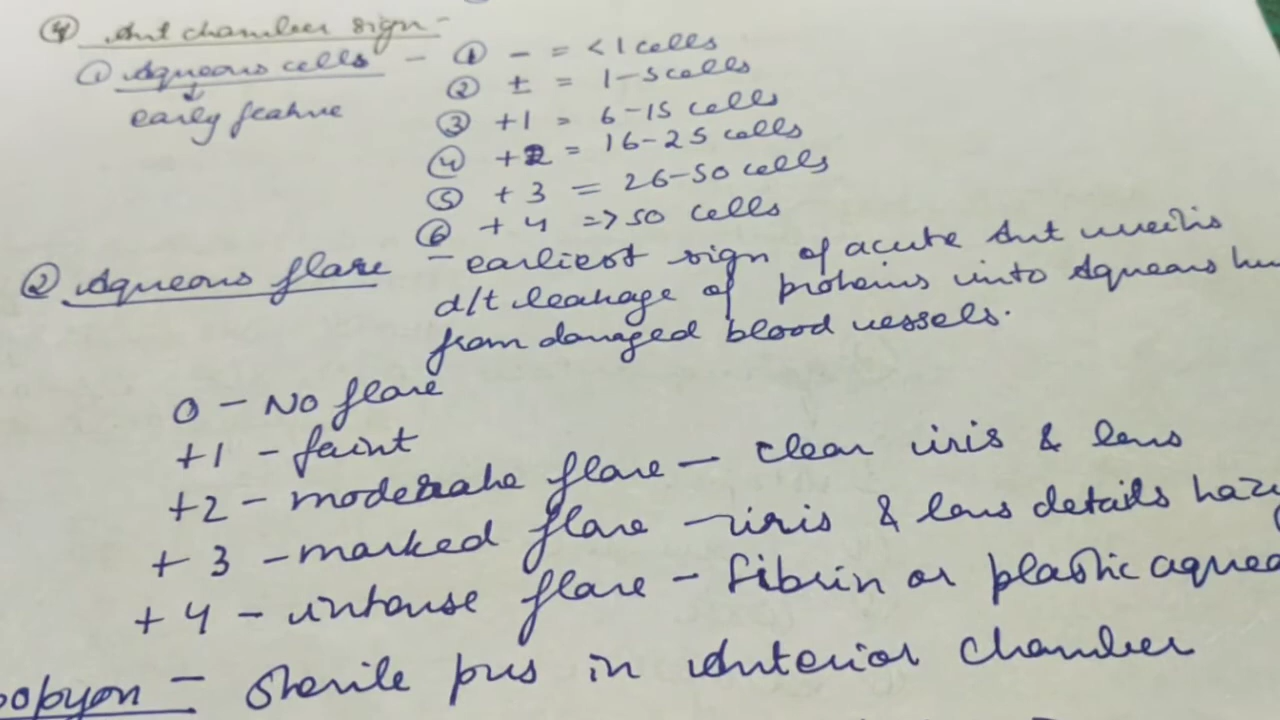 ④ Ant chamber sign -
① Aqueous cells - ① - = < 1 cells
early feature ② ± = 1-5 cells
③ +1 = 6-15 cells
④ +2 = 16-25 cells
⑤ +3 = 26-50 cells
⑥ +4 => 50 cells
② Aqueous flare - earliest sign of acute Ant uveitis
d/t leakage of proteins into Aqueous
from damaged blood vessels.
0 - No flare
+1 - faint
+2 - moderate flare - clear iris & lens
+3 - marked flare - iris & lens details
+4 - intense flare - Fibrin or plastic
- Sterile pus in Anterior chamber